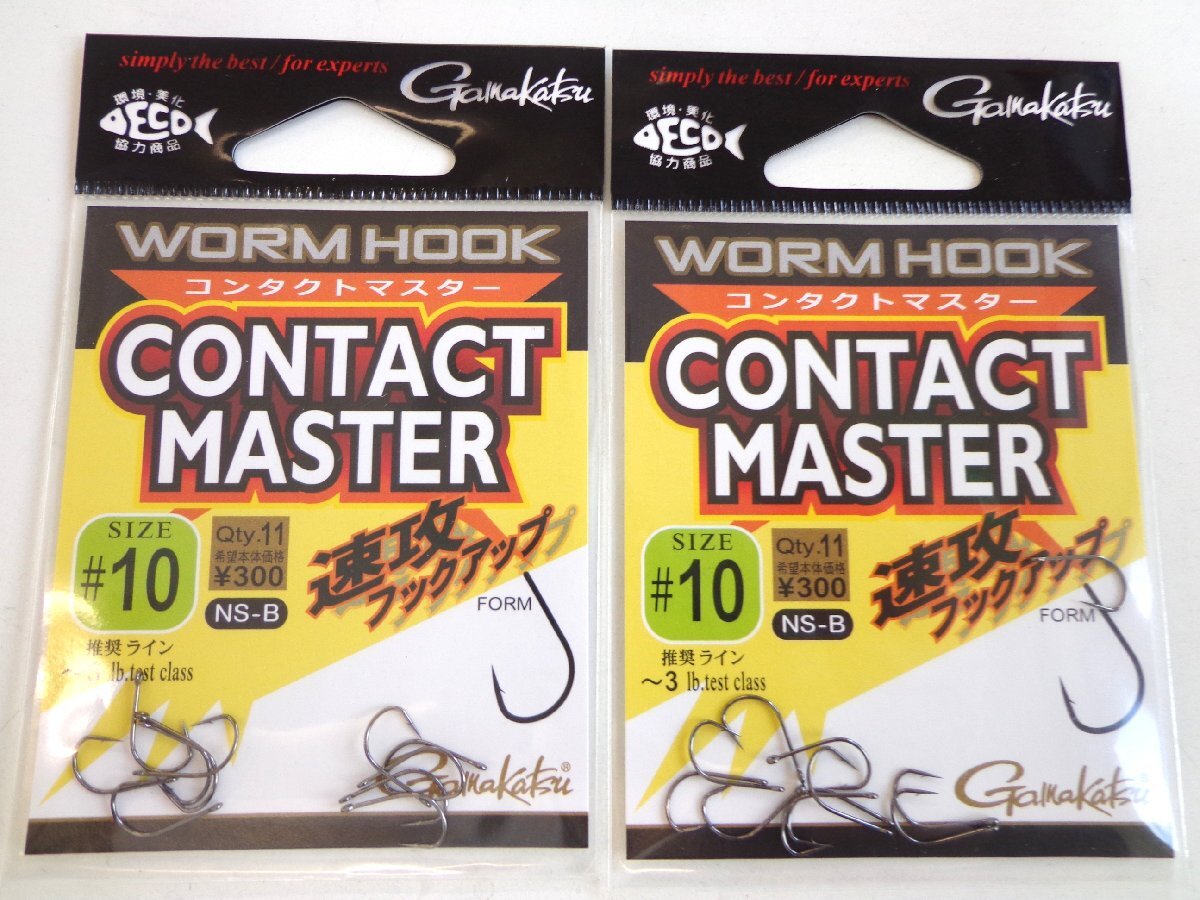 simply the best / for experts
Gamakatsu
環境・美化
ECO
協力商品
WORM HOOK
コンタクトマスター
CONTACT
MASTER
SIZE
#10
Qty.11
希望本体価格
¥300
NS-B
速攻
フックアップ
FORM
推奨ライン
lb.test class
Gamakatsu®
simply the best / for experts
Gamakatsu
環境・美化
ECO
協力商品
WORM HOOK
コンタクトマスター
CONTACT
MASTER
SIZE
#10
Qty.11
希望本体価格
¥300
NS-B
速攻
フックアップ
FORM
推奨ライン
～3 lb.test class
Gamakatsu